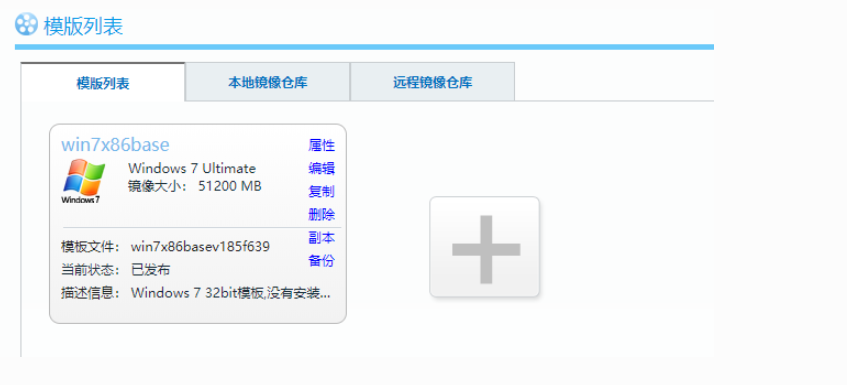 模版列表
模版列表 本地镜像仓库 远程镜像仓库
win7x86base 属性
Windows 7 Ultimate 编辑
镜像大小： 51200 MB 复制
Windows 7
删除
模板文件： win7x86basev185f639 副本
当前状态： 已发布 备份
描述信息： Windows 7 32bit模板,没有安装...